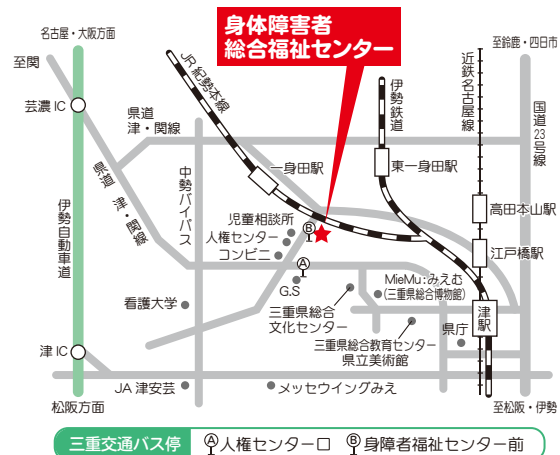 身体障害者
総合福祉センター
名古屋・大阪方面
至関
芸濃IC
県道
津・関線
県道 津・関線
伊勢自動車道
中勢バイパス
JR紀勢本線
一身田駅
伊勢鉄道
東一身田駅
近鉄名古屋線
至鈴鹿・四日市
国道23号線
高田本山駅
江戸橋駅
児童相談所
人権センター
コンビニ
B
A
G.S
MieMu:みえむ
(三重県総合博物館)
看護大学
三重県総合
文化センター
三重県総合教育センター
県立美術館
県庁
津駅
津IC
JA津安芸
メッセウイングみえ
松阪方面
至松阪・伊勢
三重交通バス停 A人権センター口 B身障者福祉センター前